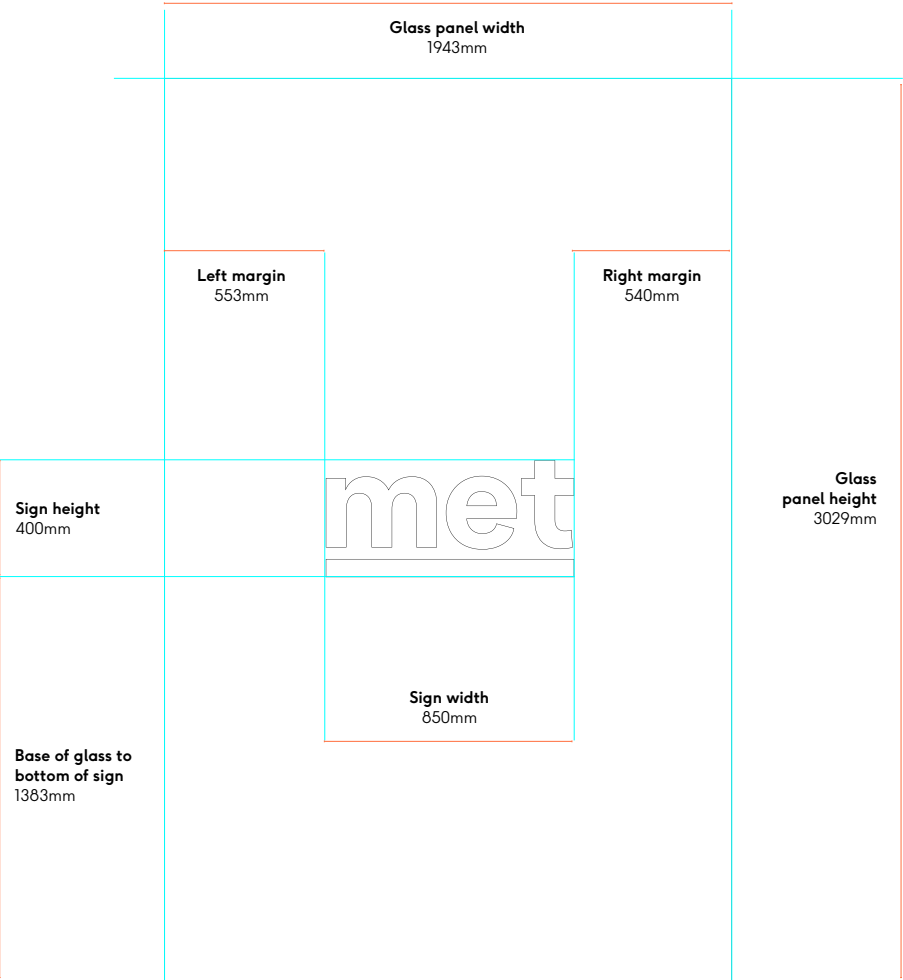 Glass panel width
1943mm
Left margin
553mm
Right margin
540mm
Glass
panel height
3029mm
Sign height
400mm
met
Sign width
850mm
Base of glass to
bottom of sign
1383mm